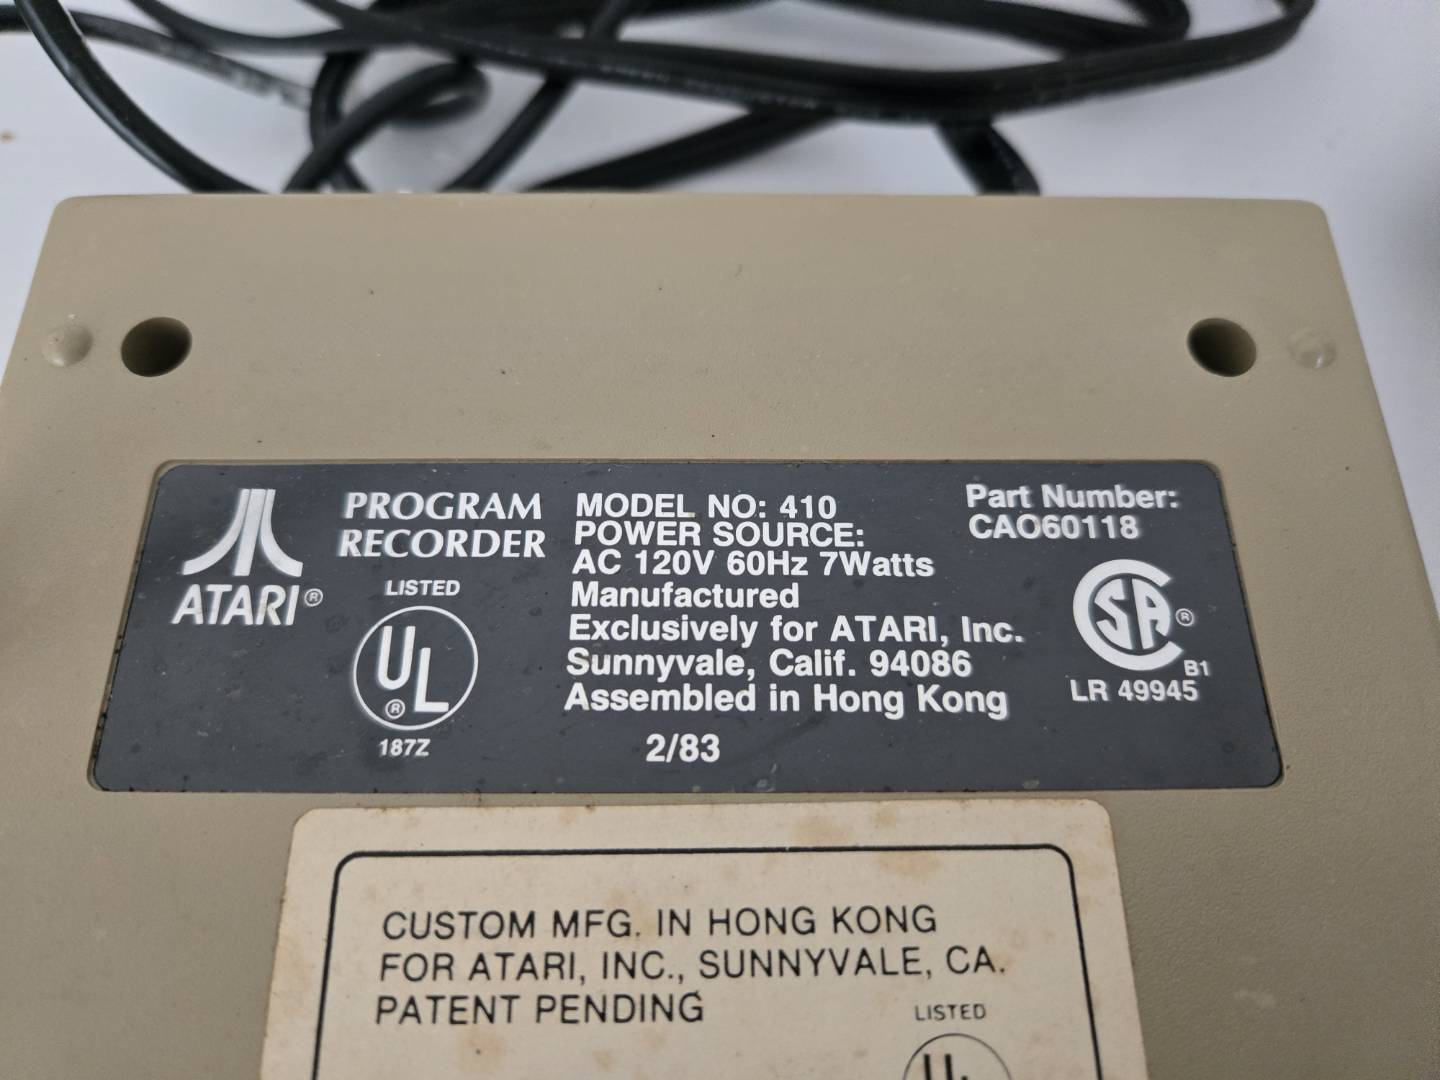 ATARI®
PROGRAM
RECORDER
LISTED
UL
®
187Z
MODEL NO: 410
POWER SOURCE:
AC 120V 60Hz 7Watts
Manufactured
Exclusively for ATARI, Inc.
Sunnyvale, Calif. 94086
Assembled in Hong Kong
2/83
Part Number:
CAO60118
SA ®
B1
LR 49945
CUSTOM MFG. IN HONG KONG
FOR ATARI, INC., SUNNYVALE, CA.
PATENT PENDING
LISTED
UL